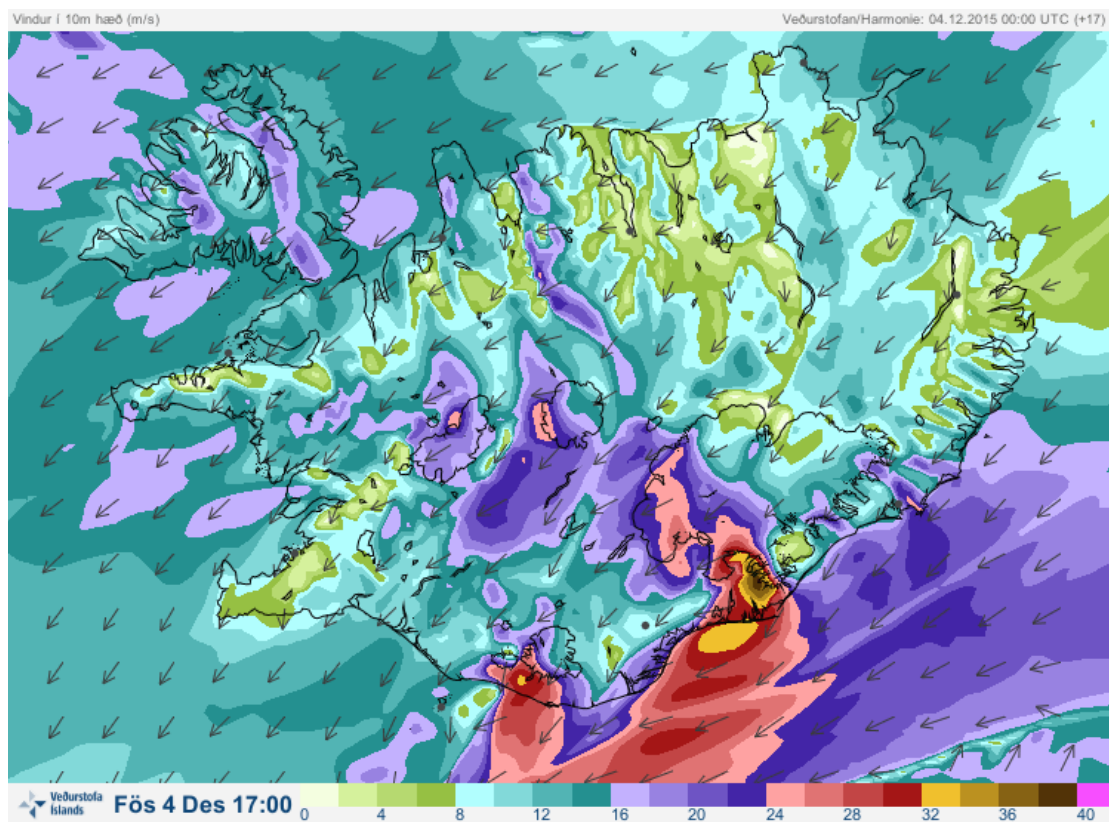 Vindur í 10m hæð (m/s)
Veðurstofan/Harmonie: 04.12.2015 00:00 UTC (+17)
Veðurstofa
Íslands
Fös 4 Des 17:00
0 4 8 12 16 20 24 28 32 36 40